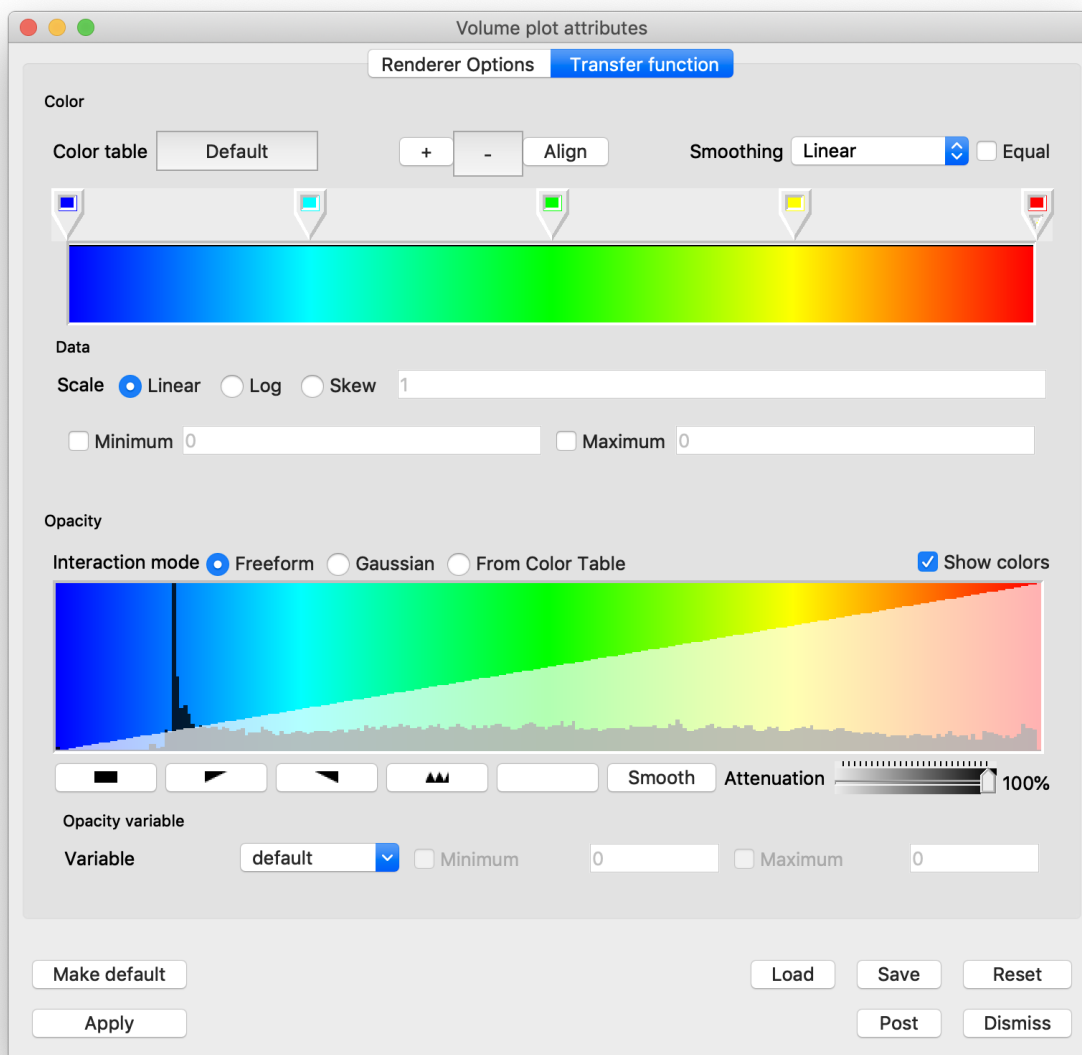 Volume plot attributes
Renderer Options Transfer function
Color
Color table Default + - Align Smoothing Linear Equal
Data
Scale Linear Log Skew 1
Minimum 0 Maximum 0
Opacity
Interaction mode Freeform Gaussian From Color Table Show colors
Smooth Attenuation 100%
Opacity variable
Variable default Minimum 0 Maximum 0
Make default Load Save Reset
Apply Post Dismiss